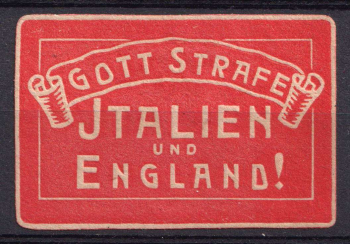 GOTT STRAFE
JTALIEN
UND
ENGLAND!